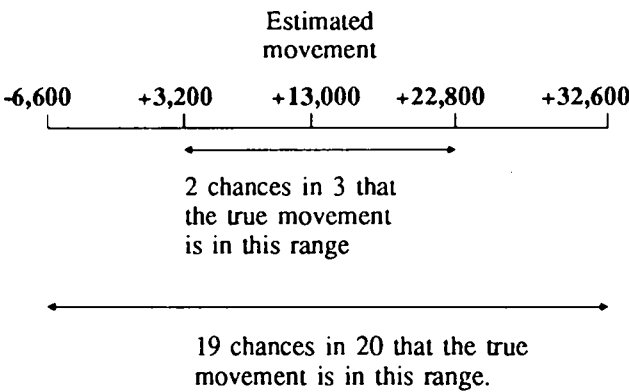 Estimated
movement
-6,600 +3,200 +13,000 +22,800 +32,600
2 chances in 3 that
the true movement
is in this range
19 chances in 20 that the true
movement is in this range.